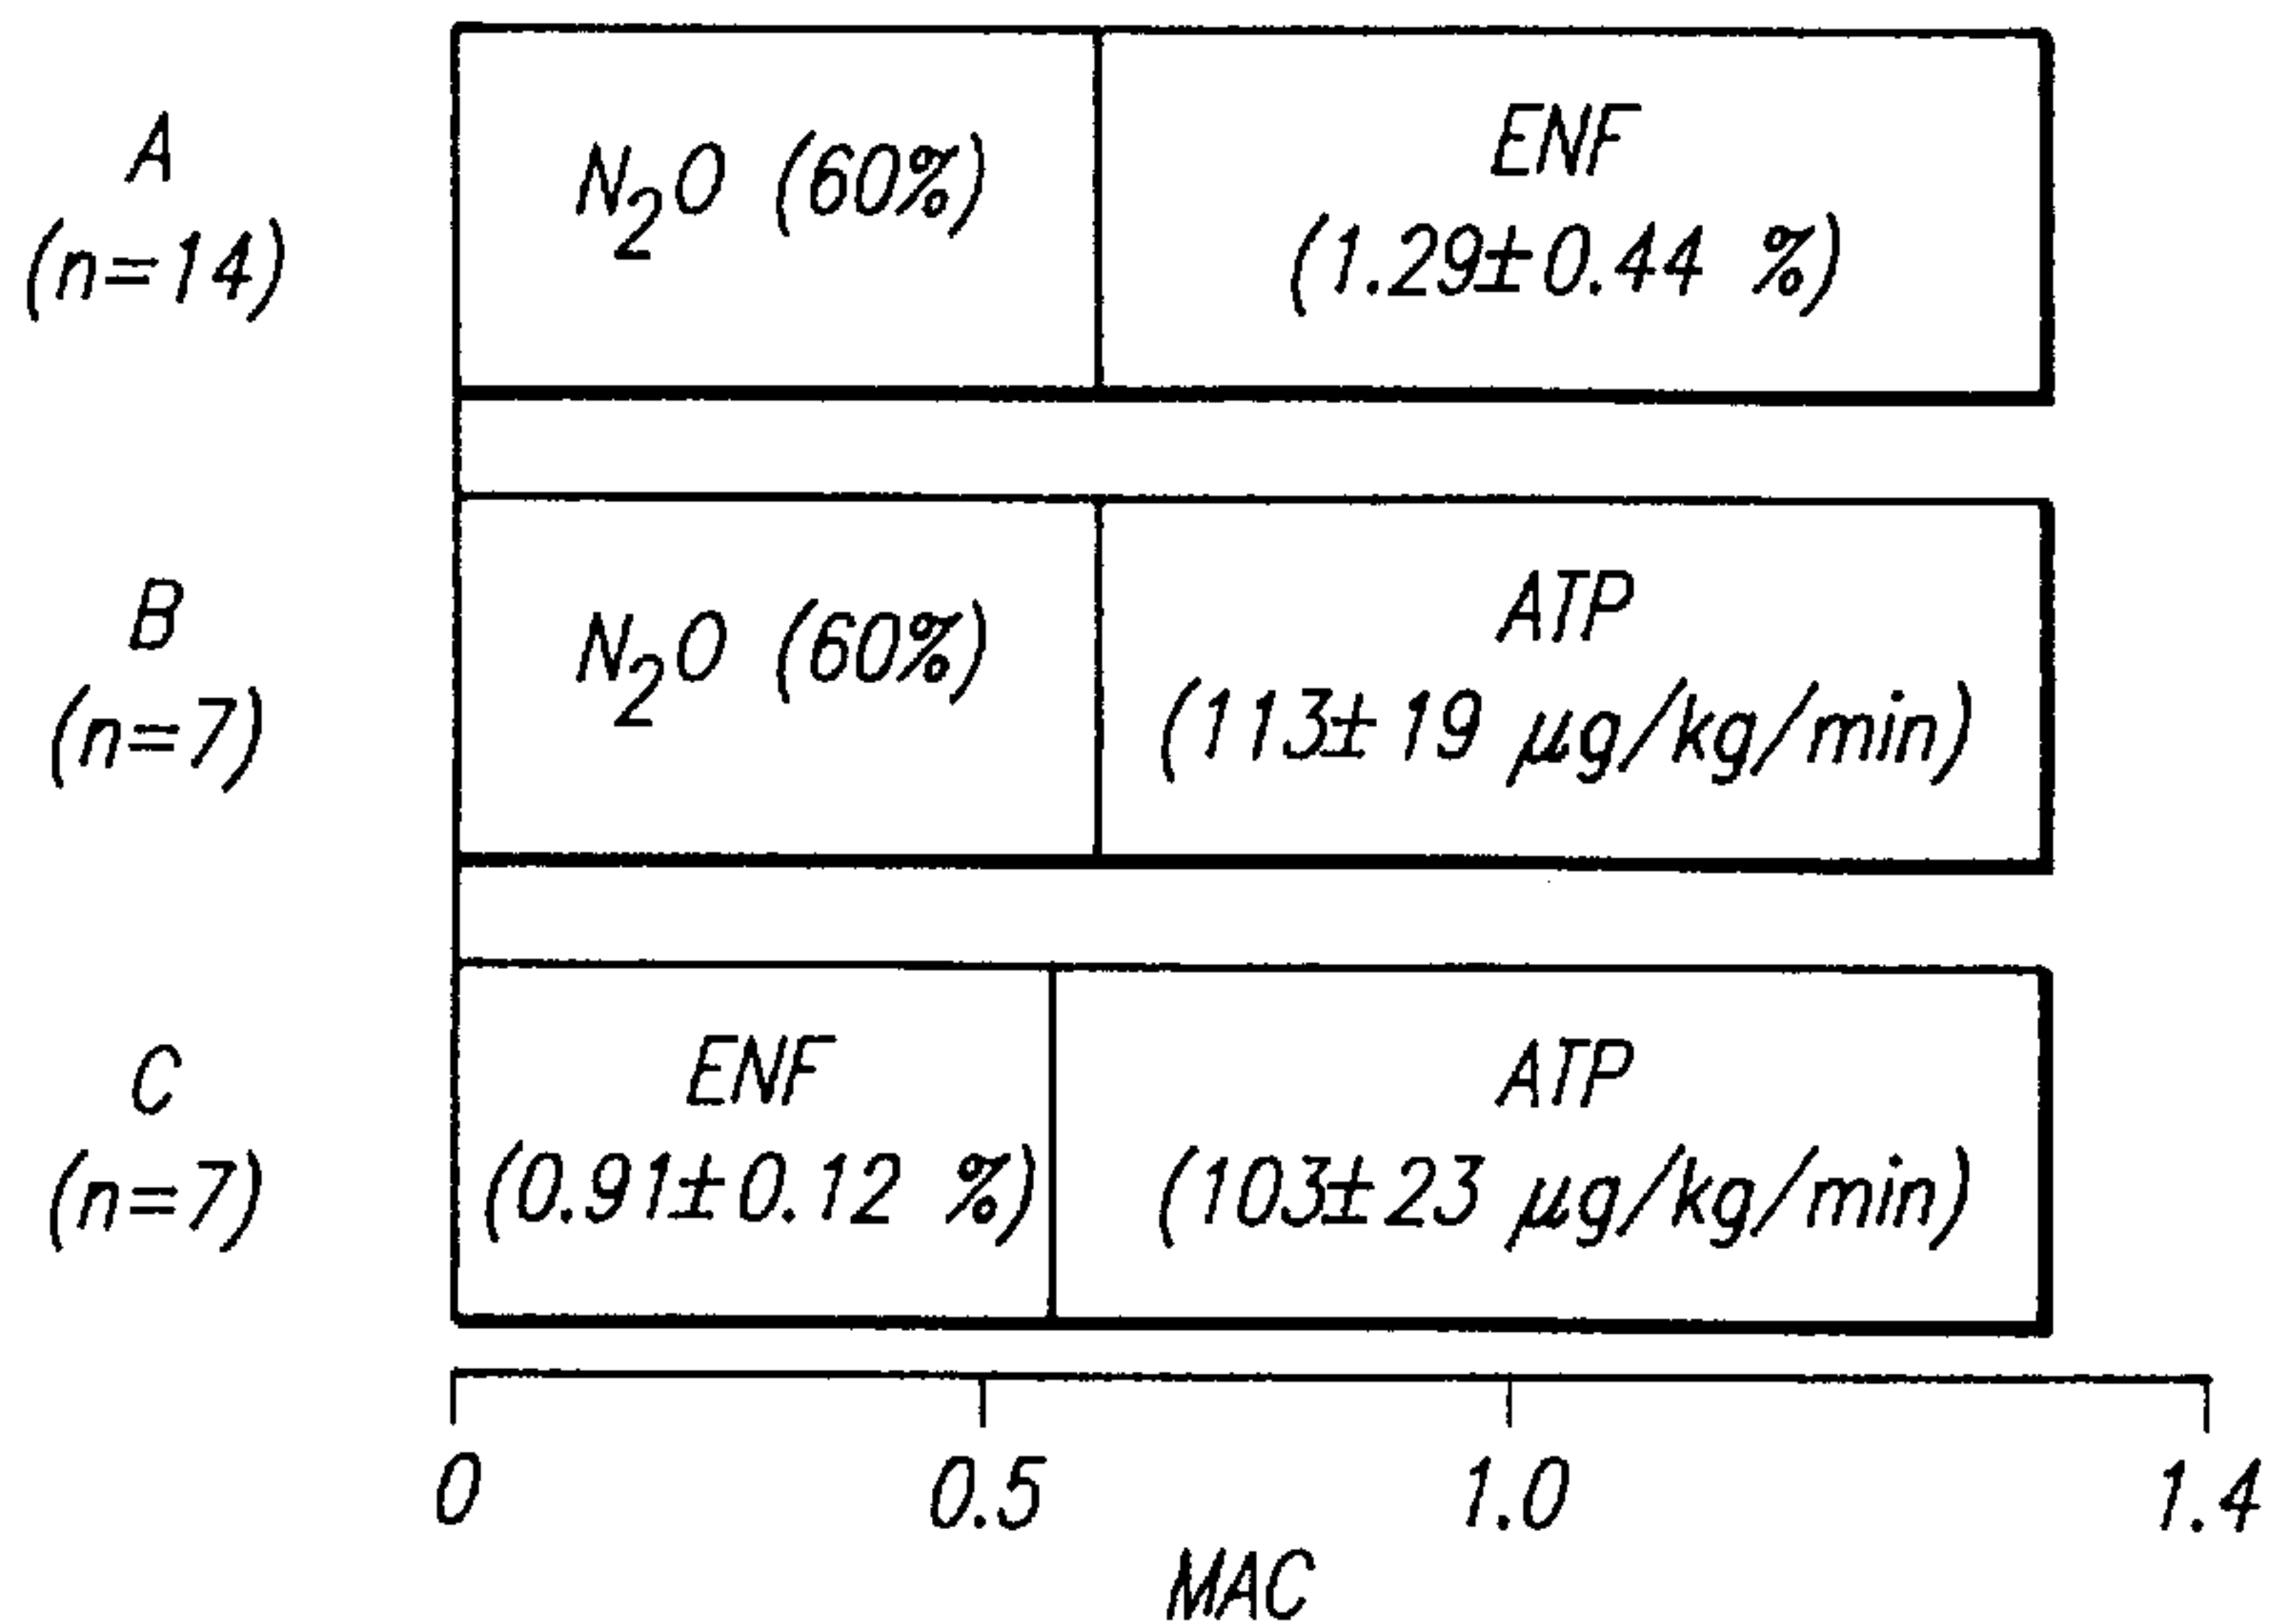 A
(n=14)
N₂O (60%)
ENF
(1.29±0.44 %)
B
(n=7)
N₂O (60%)
ATP
(113±19 μg/kg/min)
C
(n=7)
ENF
(0.91±0.12 %)
ATP
(103±23 μg/kg/min)
0 0.5 1.0 1.4
MAC